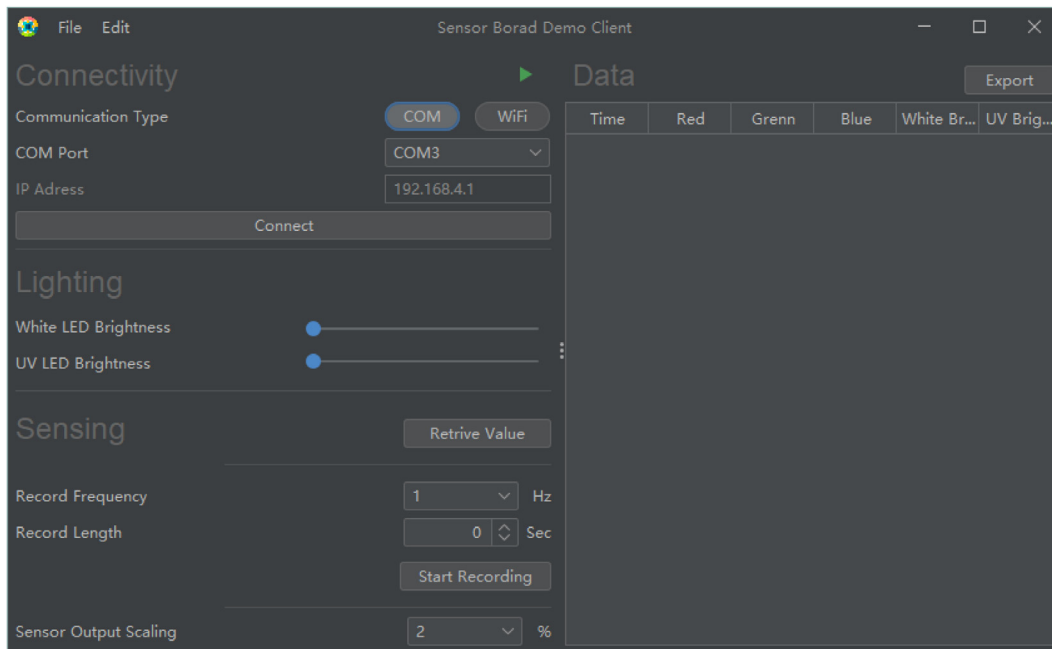 File Edit Sensor Borad Demo Client
Connectivity
Communication Type COM WiFi
COM Port COM3
IP Adress 192.168.4.1
Connect
Lighting
White LED Brightness
UV LED Brightness
Sensing Retrive Value
Record Frequency 1 Hz
Record Length 0 Sec
Start Recording
Sensor Output Scaling 2 %
Data Export
Time Red Grenn Blue White Br... UV Brig...